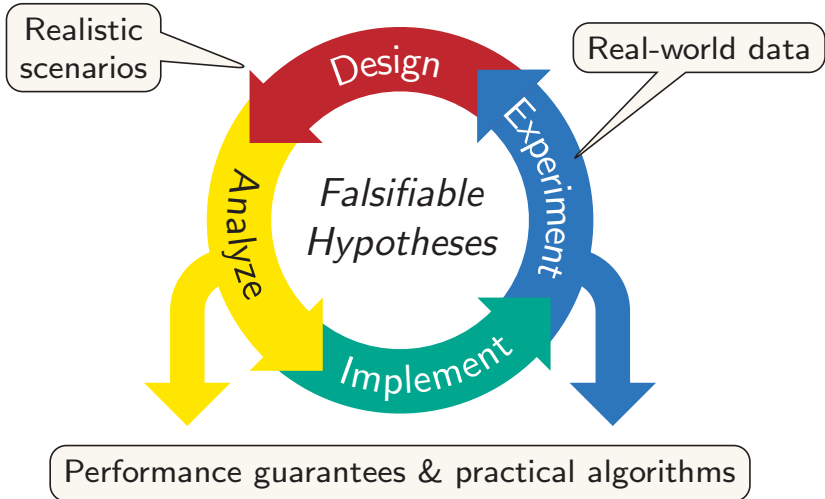 Realistic
scenarios
Design
Real-world data
Experiment
Falsifiable
Hypotheses
Analyze
Implement
Performance guarantees & practical algorithms